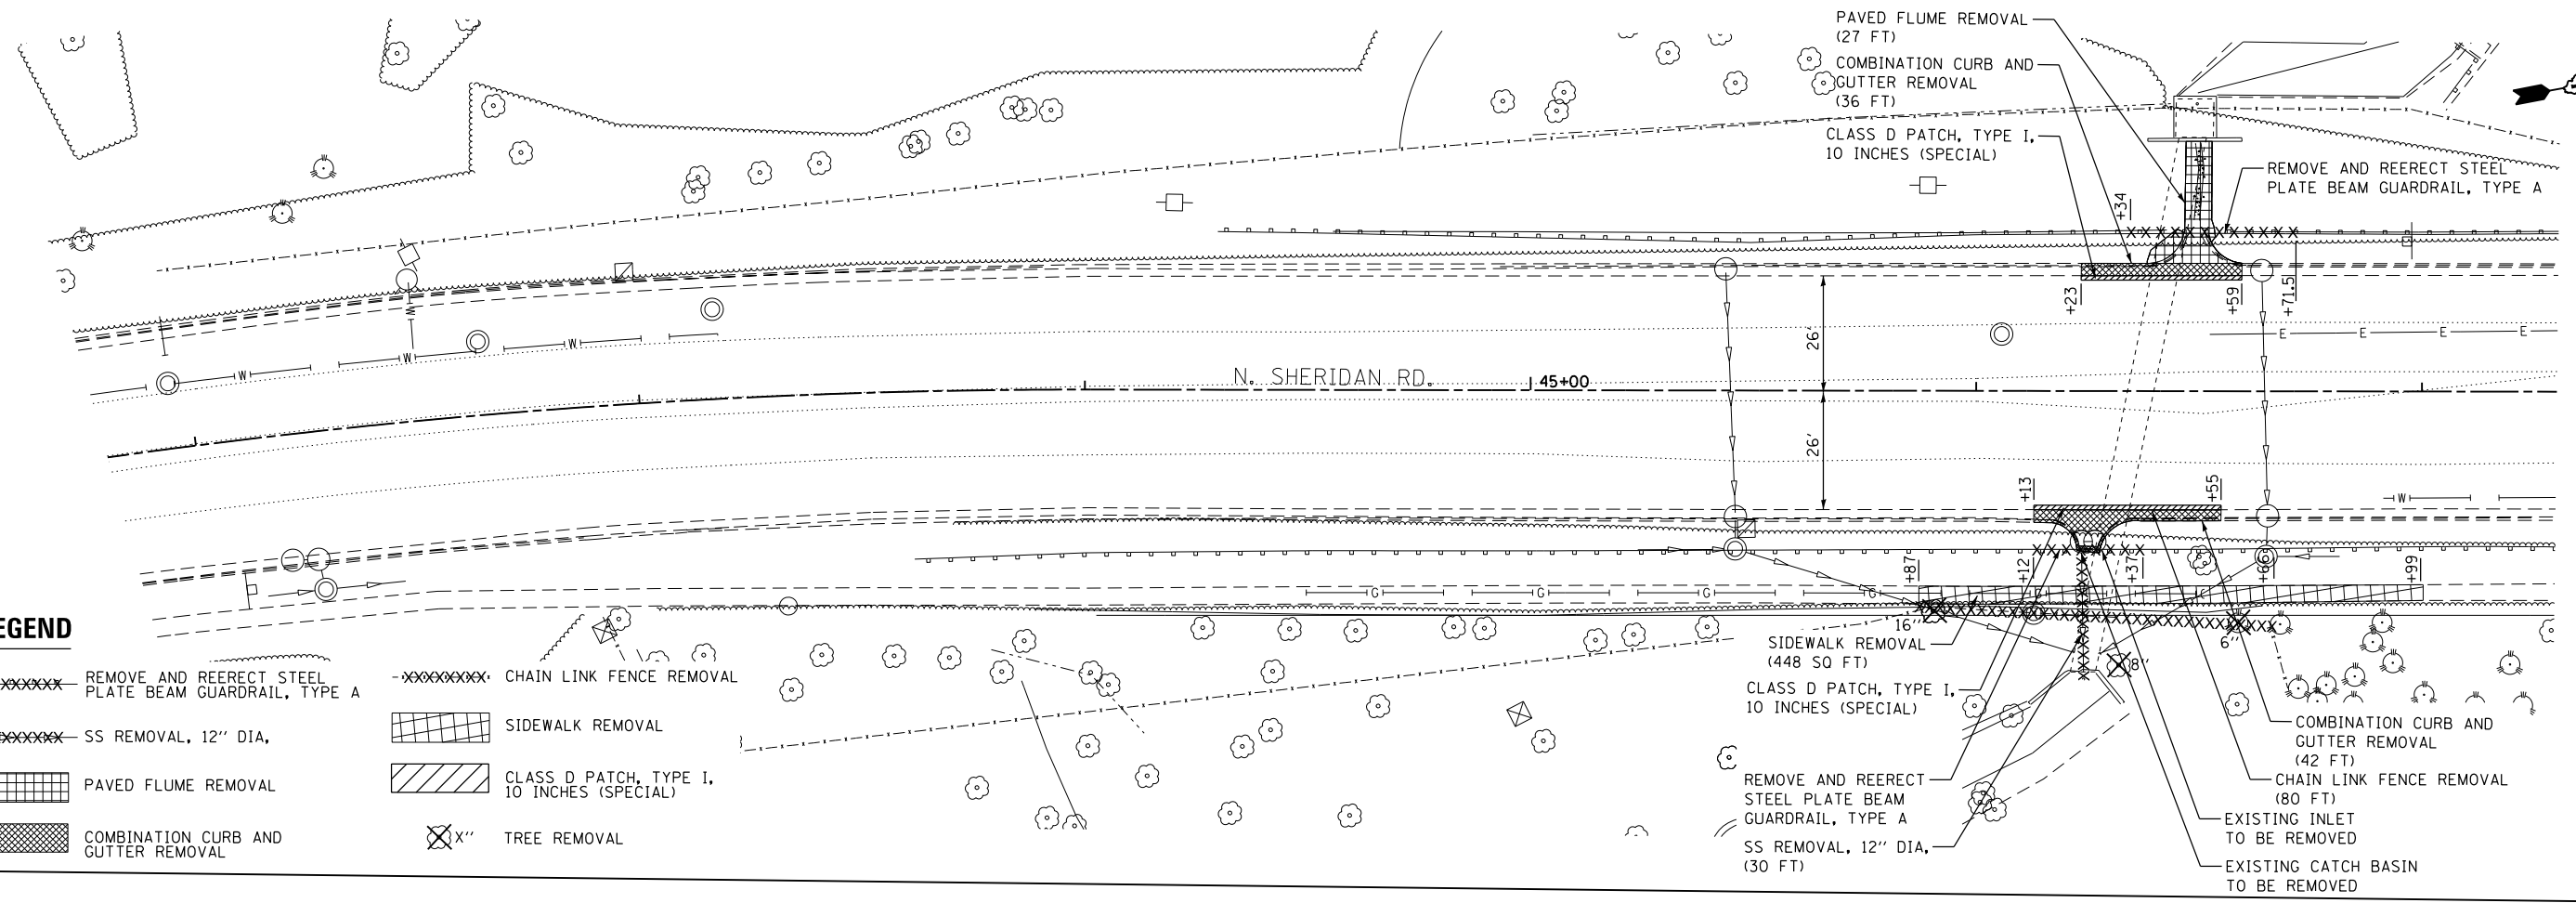 PAVED FLUME REMOVAL
(27 FT)
COMBINATION CURB AND
GUTTER REMOVAL
(36 FT)
CLASS D PATCH, TYPE I,
10 INCHES (SPECIAL)
REMOVE AND REERECT STEEL
PLATE BEAM GUARDRAIL, TYPE A
+34
+23
+59
+71.5
26'
E E E E
W W W
N. SHERIDAN RD.
45+00
26'
+13
+55
W
+87
+12
+37
+99
G G G G
16"
6"
8"
SIDEWALK REMOVAL
(448 SQ FT)
CLASS D PATCH, TYPE I,
10 INCHES (SPECIAL)
REMOVE AND REERECT
STEEL PLATE BEAM
GUARDRAIL, TYPE A
SS REMOVAL, 12" DIA,
(30 FT)
COMBINATION CURB AND
GUTTER REMOVAL
(42 FT)
CHAIN LINK FENCE REMOVAL
(80 FT)
EXISTING INLET
TO BE REMOVED
EXISTING CATCH BASIN
TO BE REMOVED
EGEND
REMOVE AND REERECT STEEL
PLATE BEAM GUARDRAIL, TYPE A
SS REMOVAL, 12" DIA,
PAVED FLUME REMOVAL
COMBINATION CURB AND
GUTTER REMOVAL
CHAIN LINK FENCE REMOVAL
SIDEWALK REMOVAL
CLASS D PATCH, TYPE I,
10 INCHES (SPECIAL)
X" TREE REMOVAL